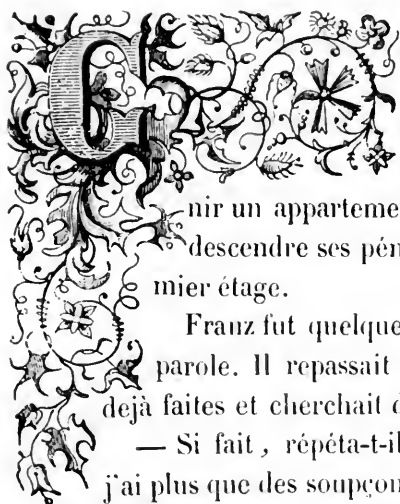 C
nir un apparteme
descendre ses pén
mier étage.
Franz fut quelque
parole. Il repassait
dejà faites et cherchait d
— Si fait, répéta-t-il
j'ai plus que des soupçon